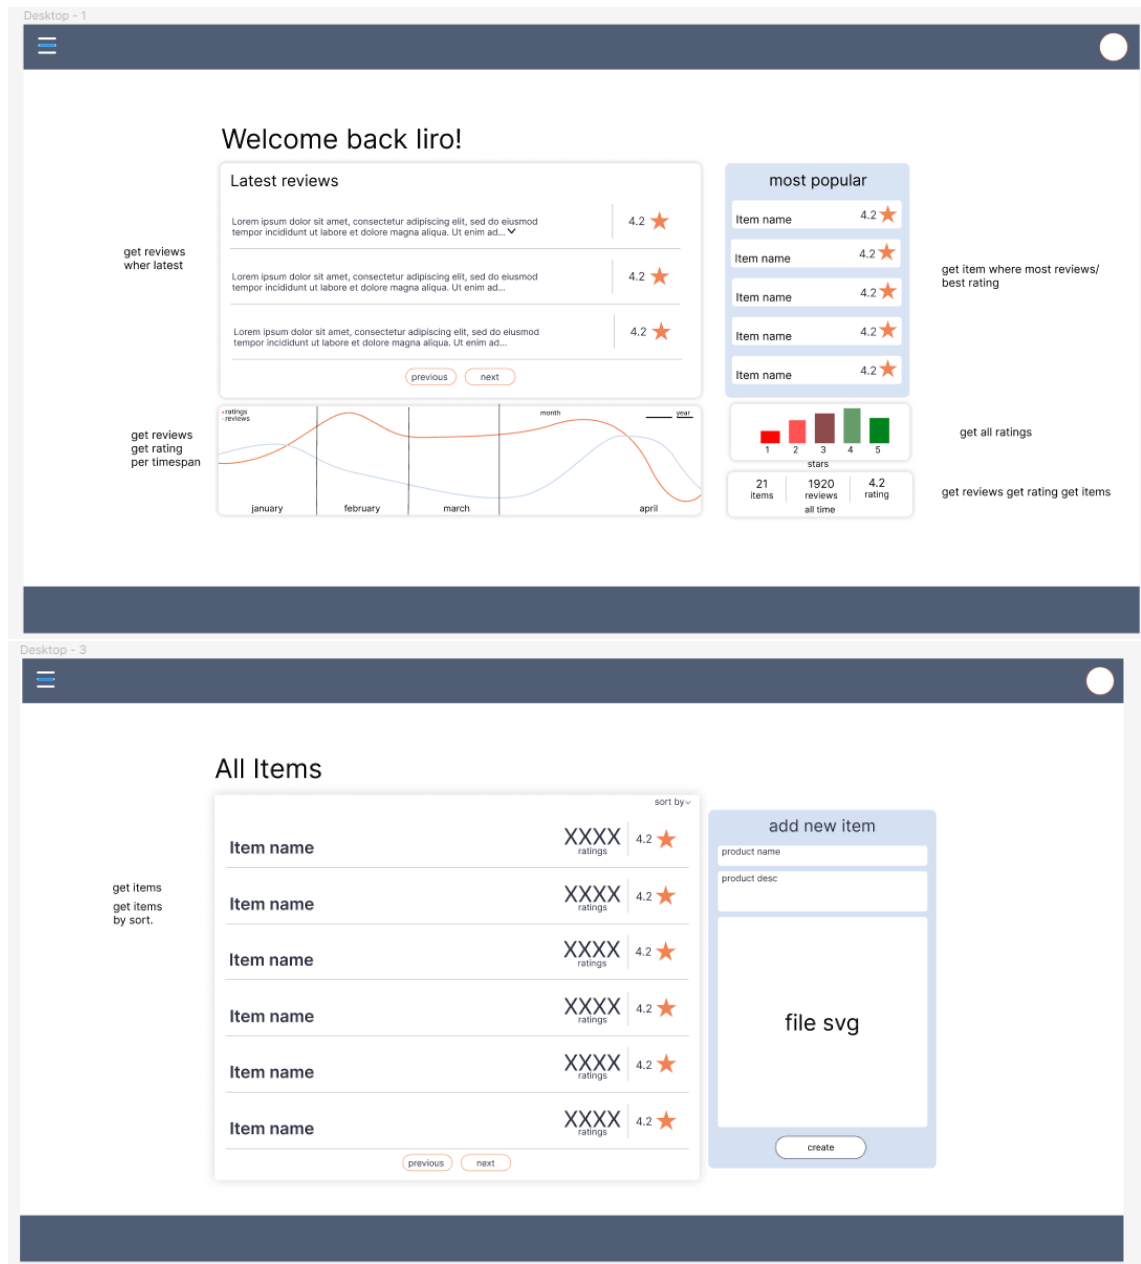 Desktop - 1
Welcome back liro!
Latest reviews
Lorem ipsum dolor sit amet, consectetur adipiscing elit, sed do eiusmod
tempor incididunt ut labore et dolore magna aliqua. Ut enim ad...
4.2
Lorem ipsum dolor sit amet, consectetur adipiscing elit, sed do eiusmod
tempor incididunt ut labore et dolore magna aliqua. Ut enim ad...
4.2
Lorem ipsum dolor sit amet, consectetur adipiscing elit, sed do eiusmod
tempor incididunt ut labore et dolore magna aliqua. Ut enim ad...
4.2
previous
next
get reviews
wher latest
most popular
Item name
4.2
Item name
4.2
Item name
4.2
Item name
4.2
Item name
4.2
get item where most reviews/
best rating
get reviews
get rating
per timespan
ratings
reviews
month
year
january
february
march
april
1
2
3
4
5
stars
get all ratings
21
items
1920
reviews
4.2
rating
all time
get reviews get rating get items
Desktop - 3
All Items
sort by
Item name
XXXX
ratings
4.2
Item name
XXXX
ratings
4.2
Item name
XXXX
ratings
4.2
Item name
XXXX
ratings
4.2
Item name
XXXX
ratings
4.2
Item name
XXXX
ratings
4.2
previous
next
get items
get items
by sort.
add new item
product name
product desc
file svg
create